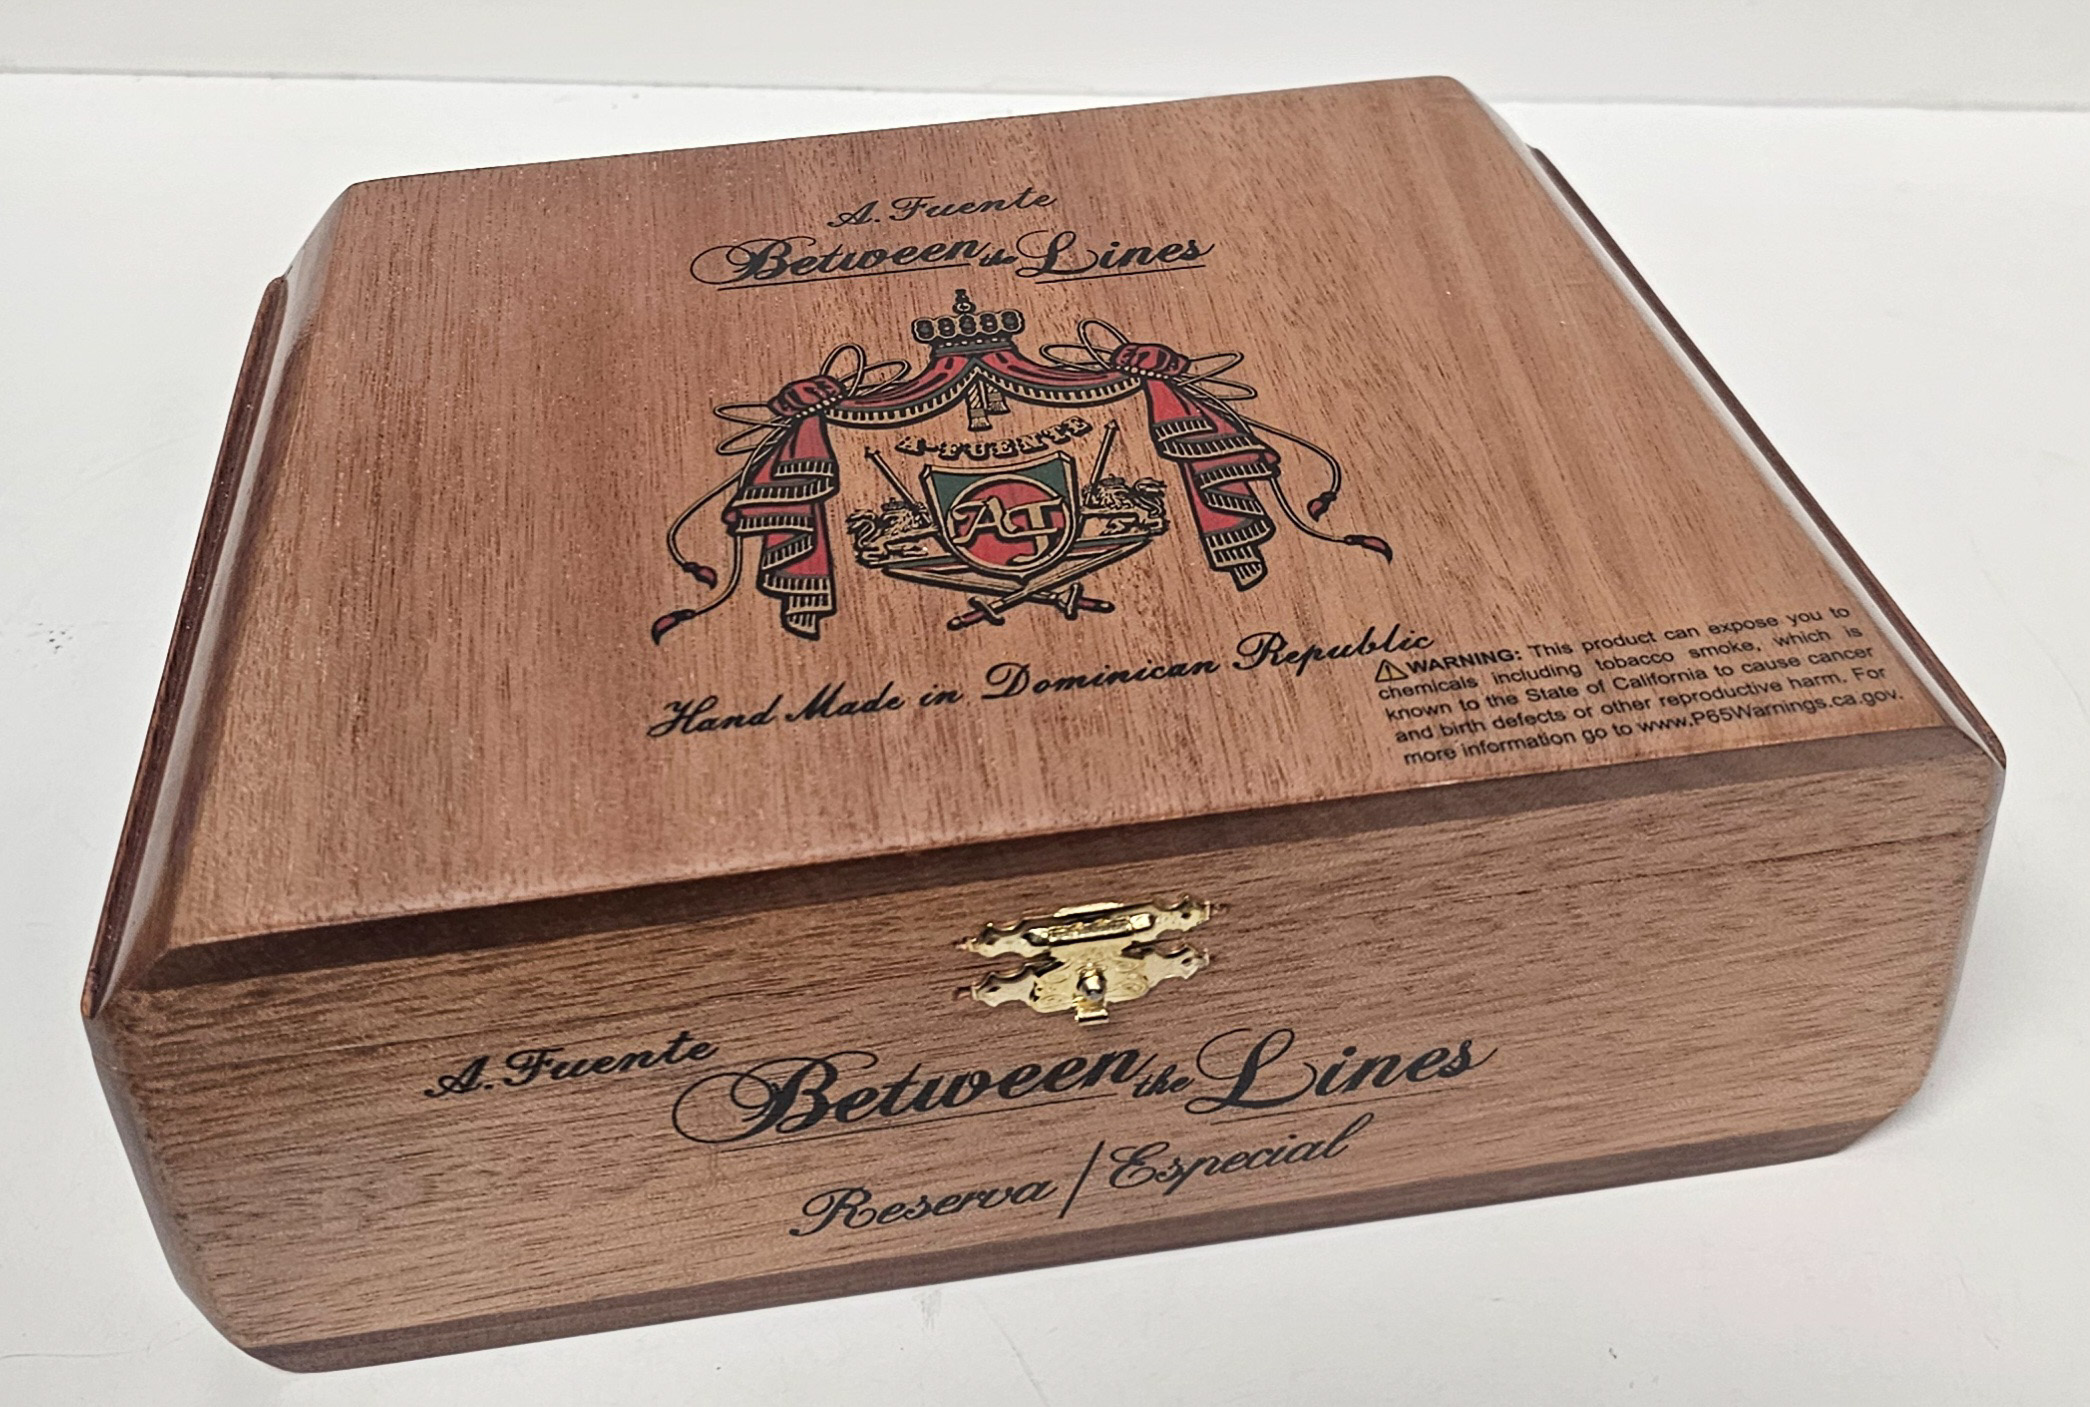 A. Fuente
Between the Lines
A·FUENTE
AF
Hand Made in Dominican Republic
⚠WARNING: This product can expose you to
chemicals including tobacco smoke, which is
known to the State of California to cause cancer
and birth defects or other reproductive harm. For
more information go to www.P65Warnings.ca.gov.
A. Fuente
Between the Lines
Reserva / Especial